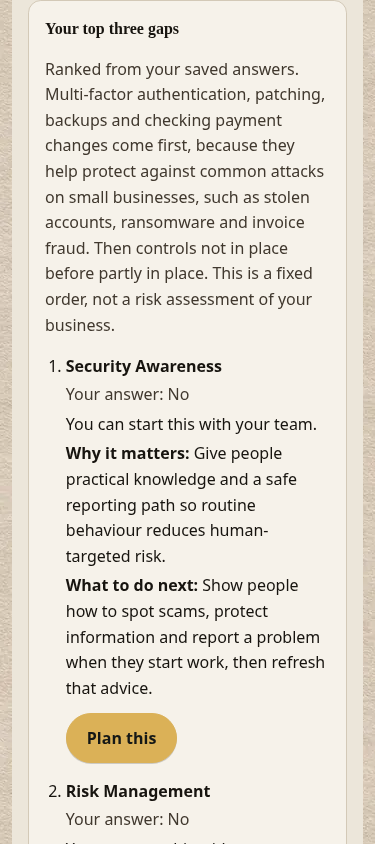 Your top three gaps
Ranked from your saved answers.
Multi-factor authentication, patching,
backups and checking payment
changes come first, because they
help protect against common attacks
on small businesses, such as stolen
accounts, ransomware and invoice
fraud. Then controls not in place
before partly in place. This is a fixed
order, not a risk assessment of your
business.
1. Security Awareness
Your answer: No
You can start this with your team.
Why it matters: Give people
practical knowledge and a safe
reporting path so routine
behaviour reduces human-
targeted risk.
What to do next: Show people
how to spot scams, protect
information and report a problem
when they start work, then refresh
that advice.
Plan this
2. Risk Management
Your answer: No